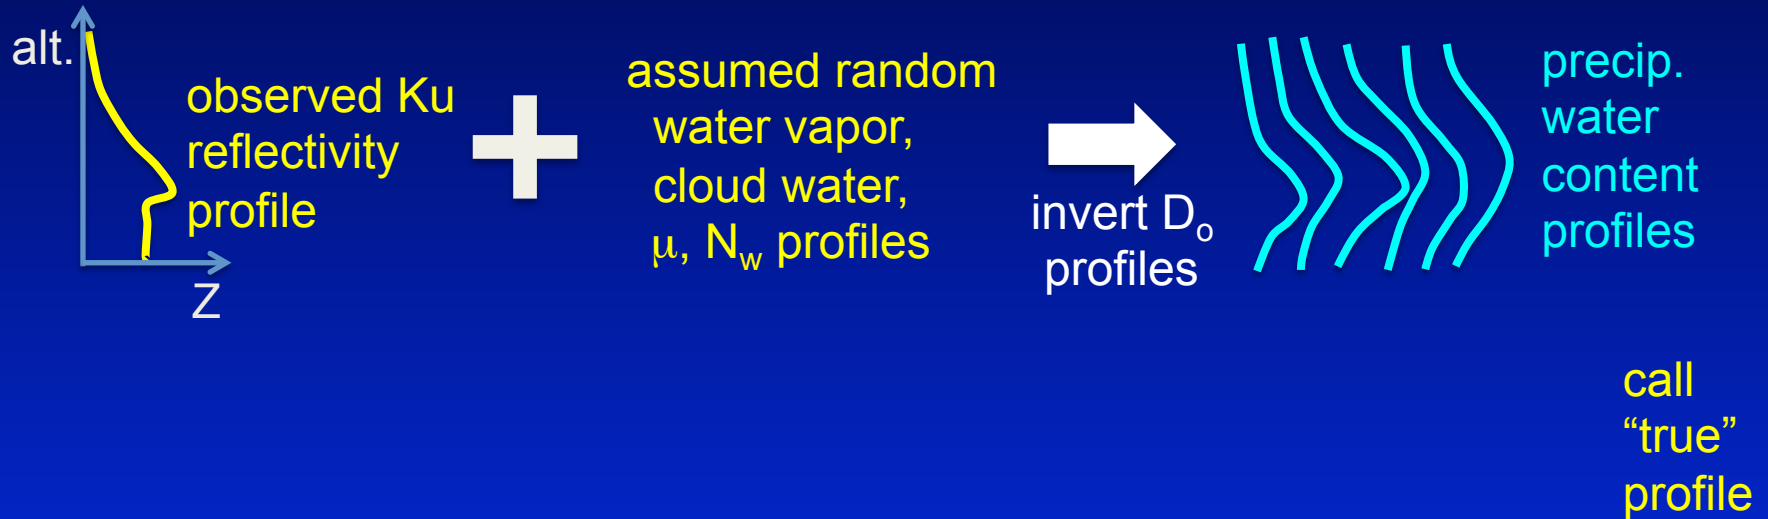 alt.
observed Ku
reflectivity
profile
Z
assumed random
water vapor,
cloud water,
μ, Nw profiles
invert Do
profiles
precip.
water
content
profiles
call
“true”
profile